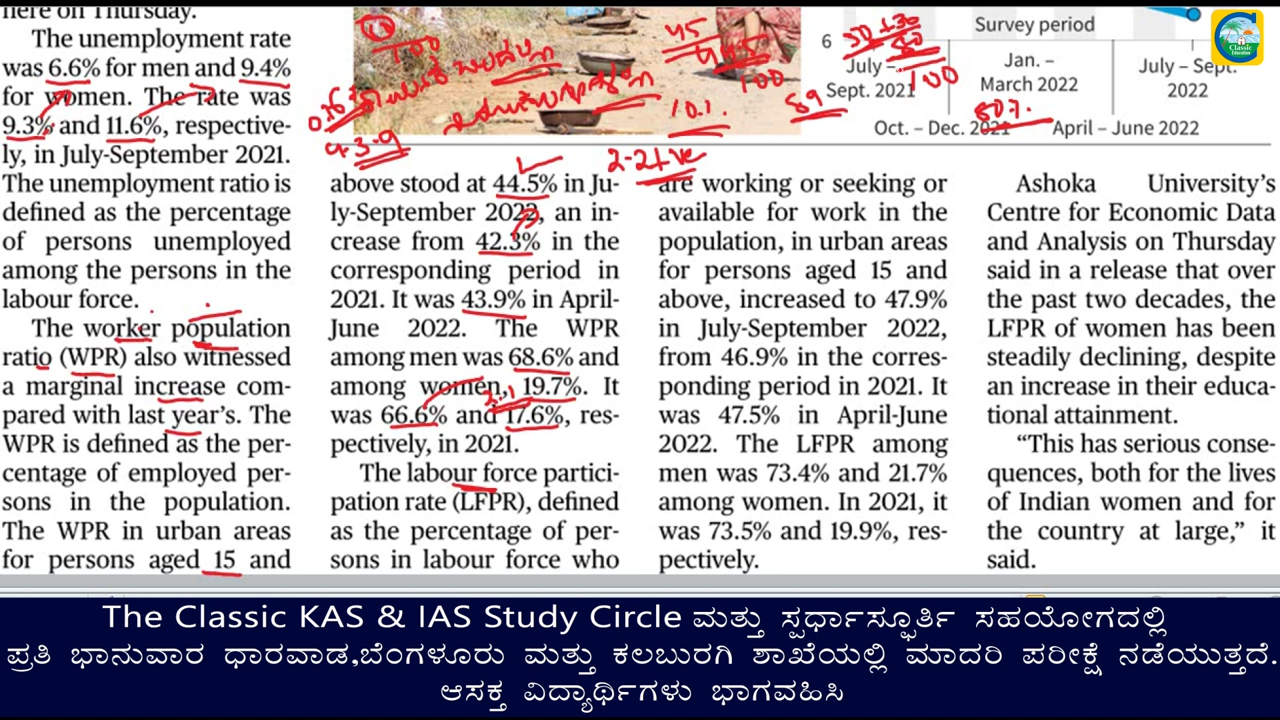 here on Thursday.
The unemployment rate
was 6.6% for men and 9.4%
for women. The rate was
9.3% and 11.6%, respective-
ly, in July-September 2021.
The unemployment ratio is
defined as the percentage
of persons unemployed
among the persons in the
labour force.
The worker population
ratio (WPR) also witnessed
a marginal increase com-
pared with last year's. The
WPR is defined as the per-
centage of employed per-
sons in the population.
The WPR in urban areas
for persons aged 15 and
above stood at 44.5% in Ju-
ly-September 2022, an in-
crease from 42.3% in the
corresponding period in
2021. It was 43.9% in April-
June 2022. The WPR
among men was 68.6% and
among women, 19.7%. It
was 66.6% and 17.6%, res-
pectively, in 2021.
The labour force partici-
pation rate (LFPR), defined
as the percentage of per-
sons in labour force who
are working or seeking or
available for work in the
population, in urban areas
for persons aged 15 and
above, increased to 47.9%
in July-September 2022,
from 46.9% in the corres-
ponding period in 2021. It
was 47.5% in April-June
2022. The LFPR among
men was 73.4% and 21.7%
among women. In 2021, it
was 73.5% and 19.9%, res-
pectively.
Survey period
6
July –
Sept. 2021
Jan. –
March 2022
July – Sept.
2022
Oct. – Dec. 2021
April – June 2022
45
100
100
10%
89
80%
2-2+ve
Ashoka University's
Centre for Economic Data
and Analysis on Thursday
said in a release that over
the past two decades, the
LFPR of women has been
steadily declining, despite
an increase in their educa-
tional attainment.
"This has serious conse-
quences, both for the lives
of Indian women and for
the country at large," it
said.
Classic
Education
The Classic KAS & IAS Study Circle ಮತ್ತು ಸ್ಪರ್ಧಾಸ್ಫೂರ್ತಿ ಸಹಯೋಗದಲ್ಲಿ
ಪ್ರತಿ ಭಾನುವಾರ ಧಾರವಾಡ,ಬೆಂಗಳೂರು ಮತ್ತು ಕಲಬುರಗಿ ಶಾಖೆಯಲ್ಲಿ ಮಾದರಿ ಪರೀಕ್ಷೆ ನಡೆಯುತ್ತದೆ.
ಆಸಕ್ತ ವಿದ್ಯಾರ್ಥಿಗಳು ಭಾಗವಹಿಸಿ